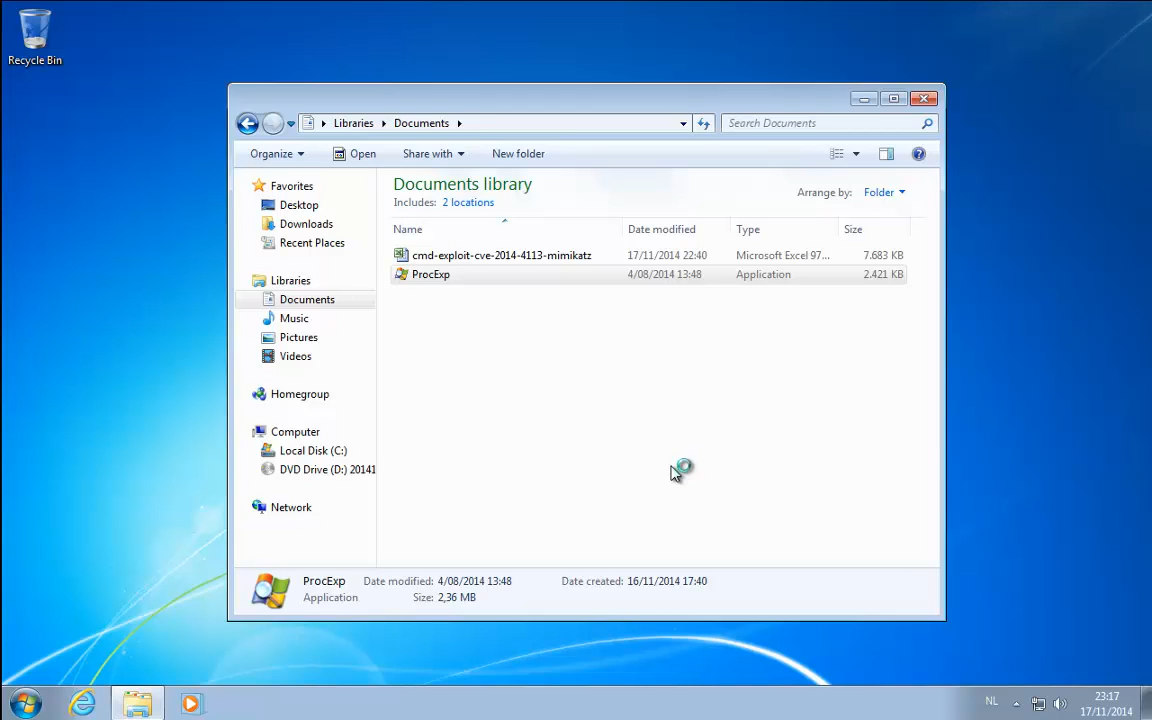 Recycle Bin
Libraries Documents
Search Documents
Organize Open Share with New folder
Favorites
Desktop
Downloads
Recent Places
Libraries
Documents
Music
Pictures
Videos
Homegroup
Computer
Local Disk (C:)
DVD Drive (D:) 20141
Network
Documents library
Includes: 2 locations
Arrange by: Folder
Name Date modified Type Size
cmd-exploit-cve-2014-4113-mimikatz 17/11/2014 22:40 Microsoft Excel 97... 7.683 KB
ProcExp 4/08/2014 13:48 Application 2.421 KB
ProcExp Date modified: 4/08/2014 13:48 Date created: 16/11/2014 17:40
Application Size: 2,36 MB
NL
23:17
17/11/2014